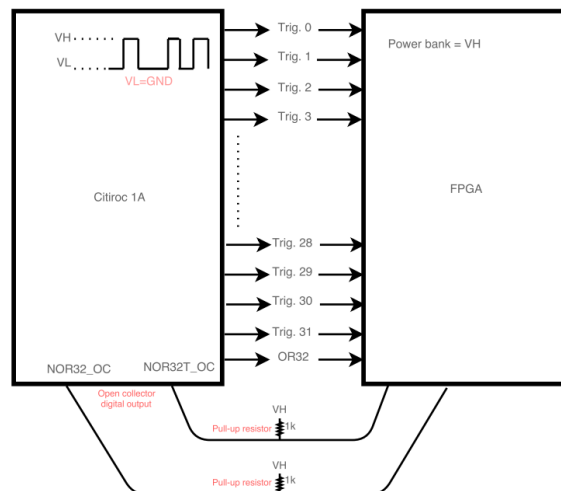 Trig. 0
VH
Power bank = VH
Trig. 1
VL
VL=GND
Trig. 2
Trig. 3
Citiroc 1A
FPGA
Trig. 28
Trig. 29
Trig. 30
Trig. 31
OR32
NOR32_OC
NOR32T_OC
Open collector
digital output
VH
Pull-up resistor
1k
VH
Pull-up resistor
1k